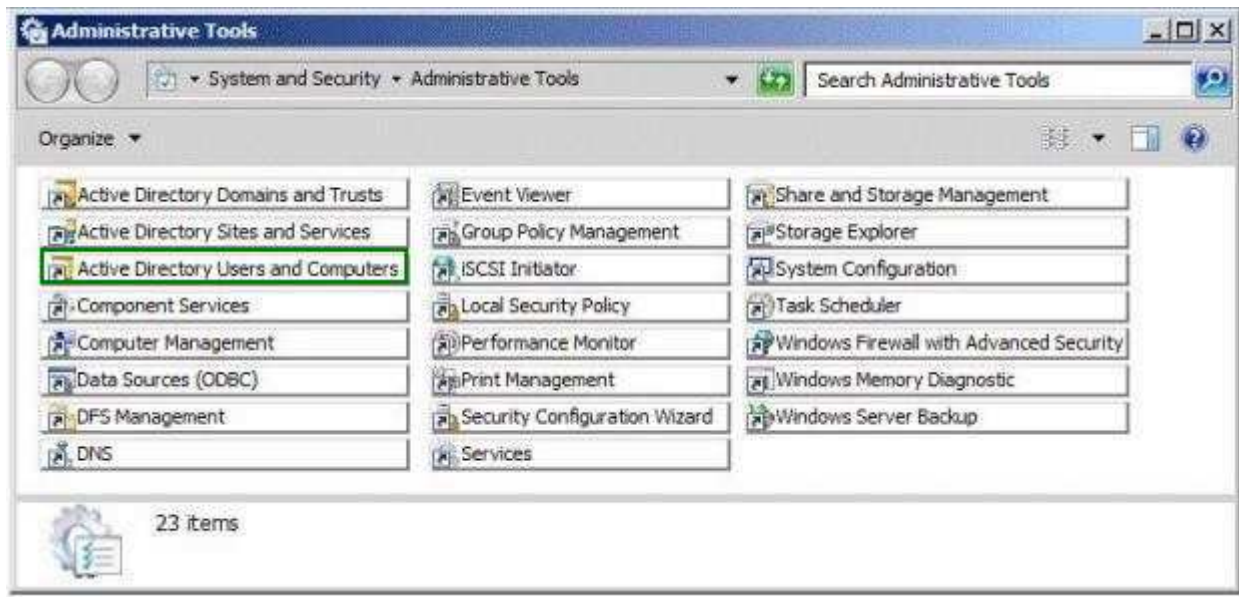 Administrative Tools
System and Security Administrative Tools
Search Administrative Tools
Organize
Active Directory Domains and Trusts
Active Directory Sites and Services
Active Directory Users and Computers
Component Services
Computer Management
Data Sources (ODBC)
DFS Management
DNS
Event Viewer
Group Policy Management
iSCSI Initiator
Local Security Policy
Performance Monitor
Print Management
Security Configuration Wizard
Services
Share and Storage Management
Storage Explorer
System Configuration
Task Scheduler
Windows Firewall with Advanced Security
Windows Memory Diagnostic
Windows Server Backup
23 items